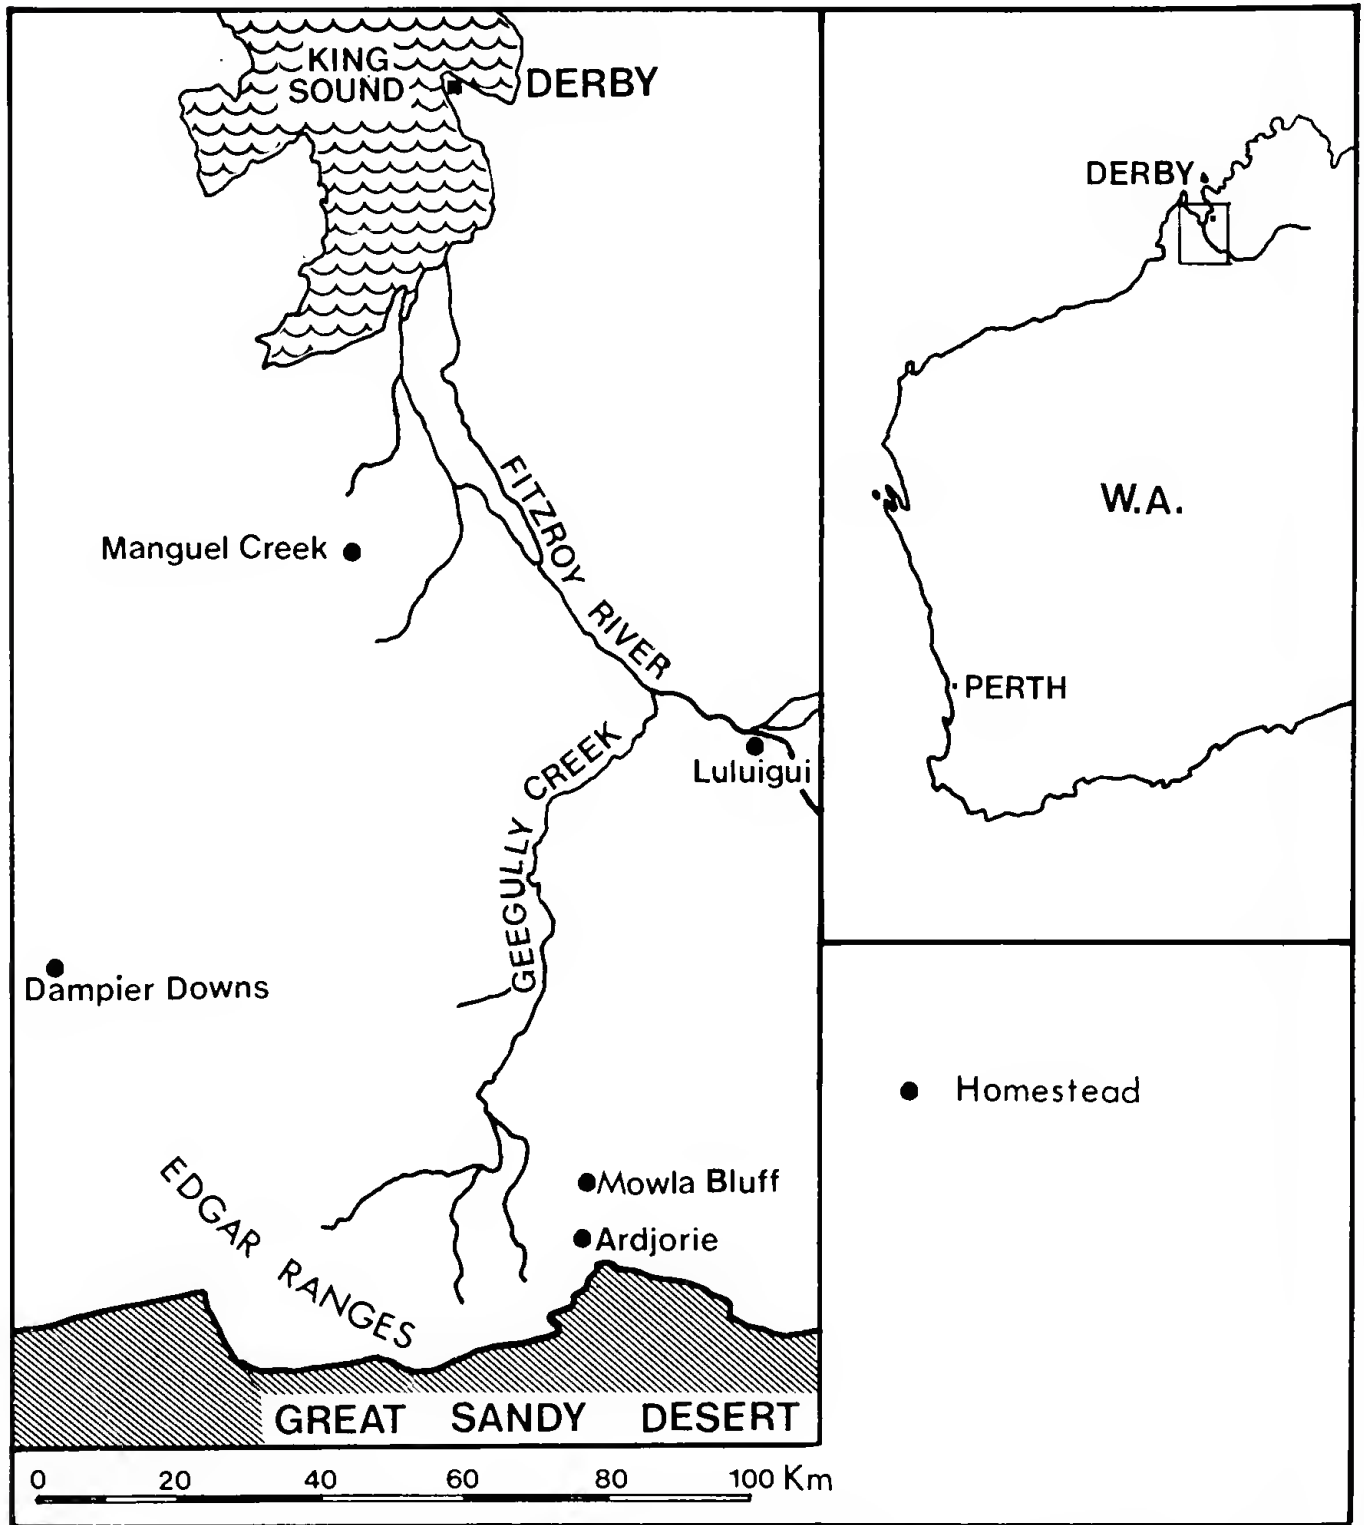 KING
SOUND
DERBY
FITZROY RIVER
Manguel Creek
Luluigui
GEEGULLY CREEK
Dampier Downs
Mowla Bluff
Ardjorie
EDGAR RANGES
GREAT SANDY DESERT
0 20 40 60 80 100 Km
DERBY
W.A.
PERTH
Homestead